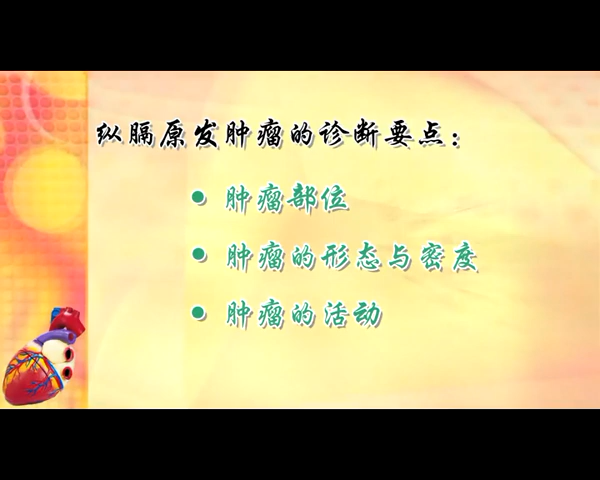 纵膈原发肿瘤的诊断要点：
• 肿瘤部位
• 肿瘤的形态与密度
• 肿瘤的活动